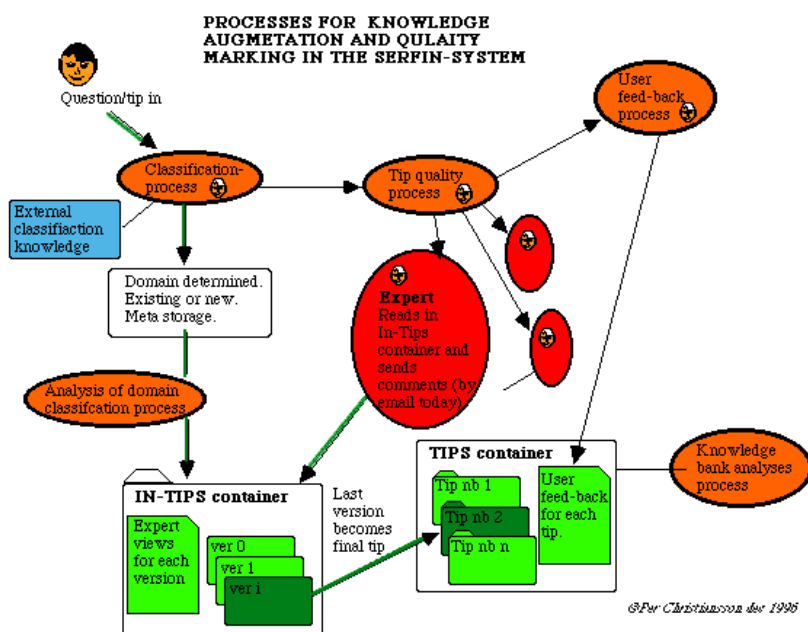 PROCESSES FOR KNOWLEDGE
AUGMETATION AND QULAITY
MARKING IN THE SERFIN-SYSTEM
Question/tip in
User
feed-back
process
Classification-
process
Tip quality
process
External
classifiaction
knowledge
Domain determined.
Existing or new.
Meta storage.
Expert
Reads in
In-Tips
container and
sends
comments (by
email today)
Analysis of domain
classifcation process
TIPS container
Tip nb 1
Tip nb 2
Tip nb n
User
feed-back
for each
tip.
Knowledge
bank analyses
process
IN-TIPS container
Expert
views for
each
version
ver 0
ver 1
ver i
Last
version
becomes
final tip
@Per Christiansson dec 1996